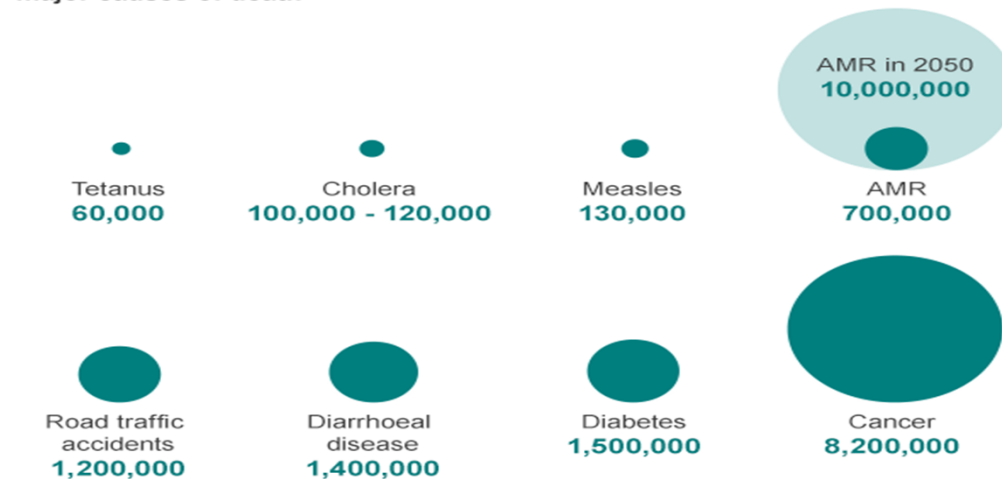 AMR in 2050
10,000,000
Tetanus
60,000
Cholera
100,000 - 120,000
Measles
130,000
AMR
700,000
Road traffic
accidents
1,200,000
Diarrhoeal
disease
1,400,000
Diabetes
1,500,000
Cancer
8,200,000